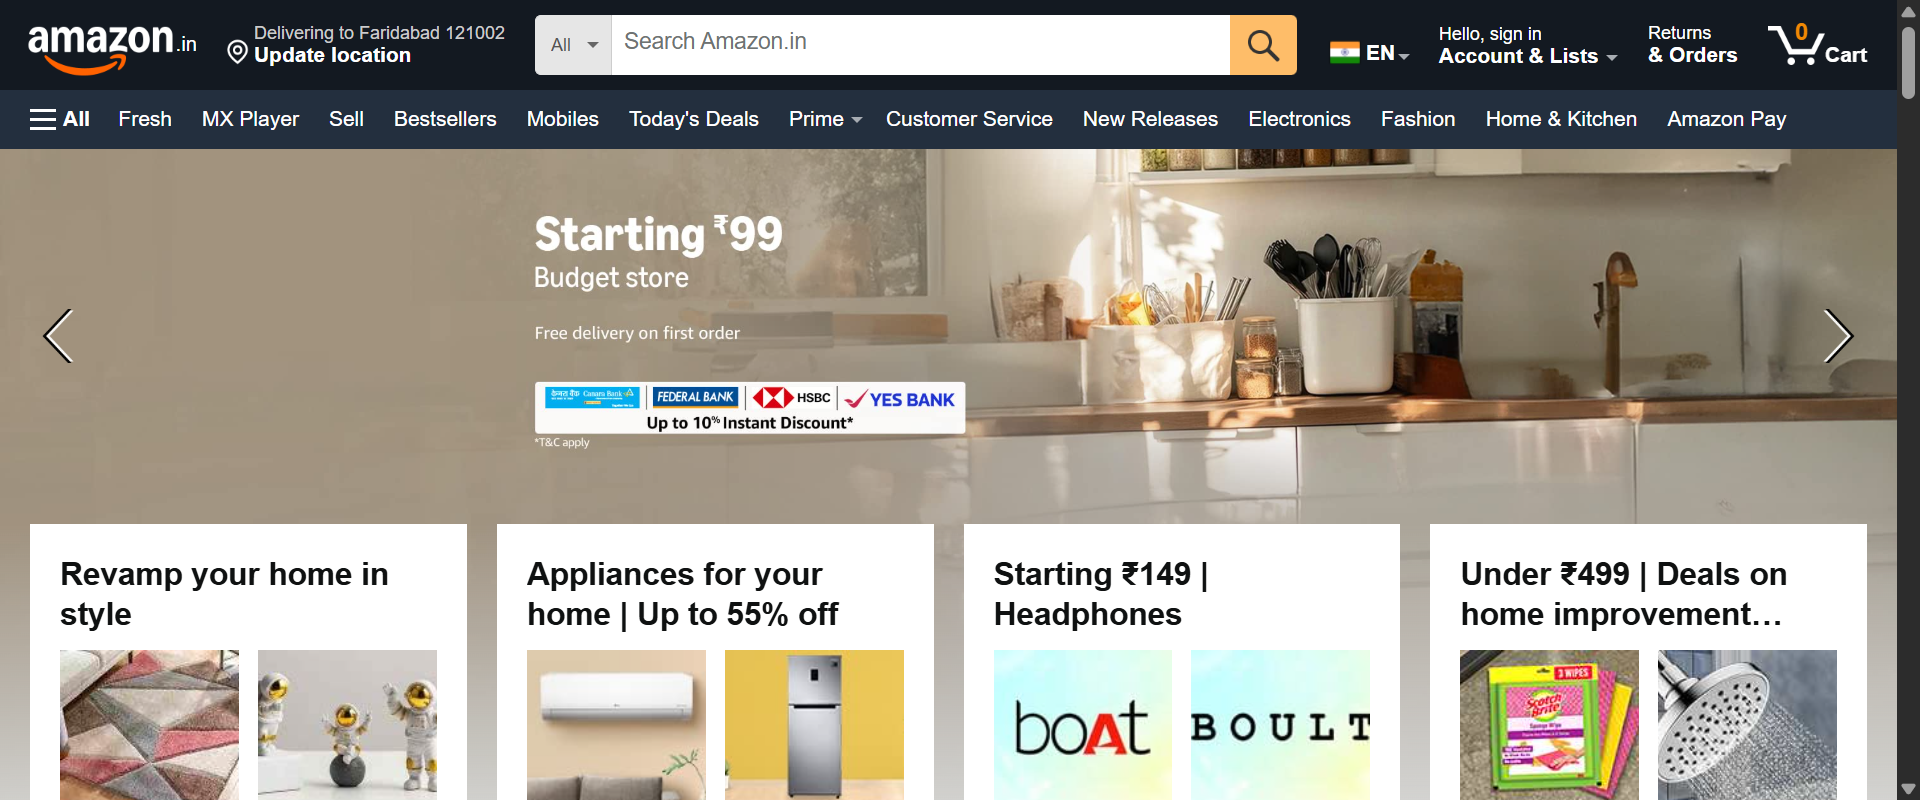 amazon.in
Delivering to Faridabad 121002
Update location
All
Search Amazon.in
EN
Hello, sign in
Account & Lists
Returns
& Orders
0
Cart
All
Fresh
MX Player
Sell
Bestsellers
Mobiles
Today's Deals
Prime
Customer Service
New Releases
Electronics
Fashion
Home & Kitchen
Amazon Pay
Starting ₹99
Budget store
Free delivery on first order
केनरा बैंक Canara Bank
FEDERAL BANK
HSBC
YES BANK
Up to 10% Instant Discount*
*T&C apply
Revamp your home in
style
Appliances for your
home | Up to 55% off
Starting ₹149 |
Headphones
Under ₹499 | Deals on
home improvement…
boAt
BOULT
3 WIPES
Scotch
Brite
Sponge Wipe